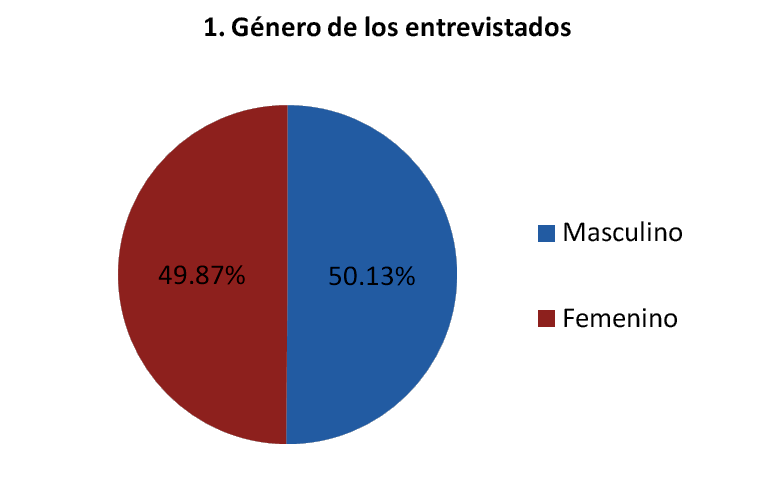 1. Género de los entrevistados
49.87%
50.13%
Masculino
Femenino